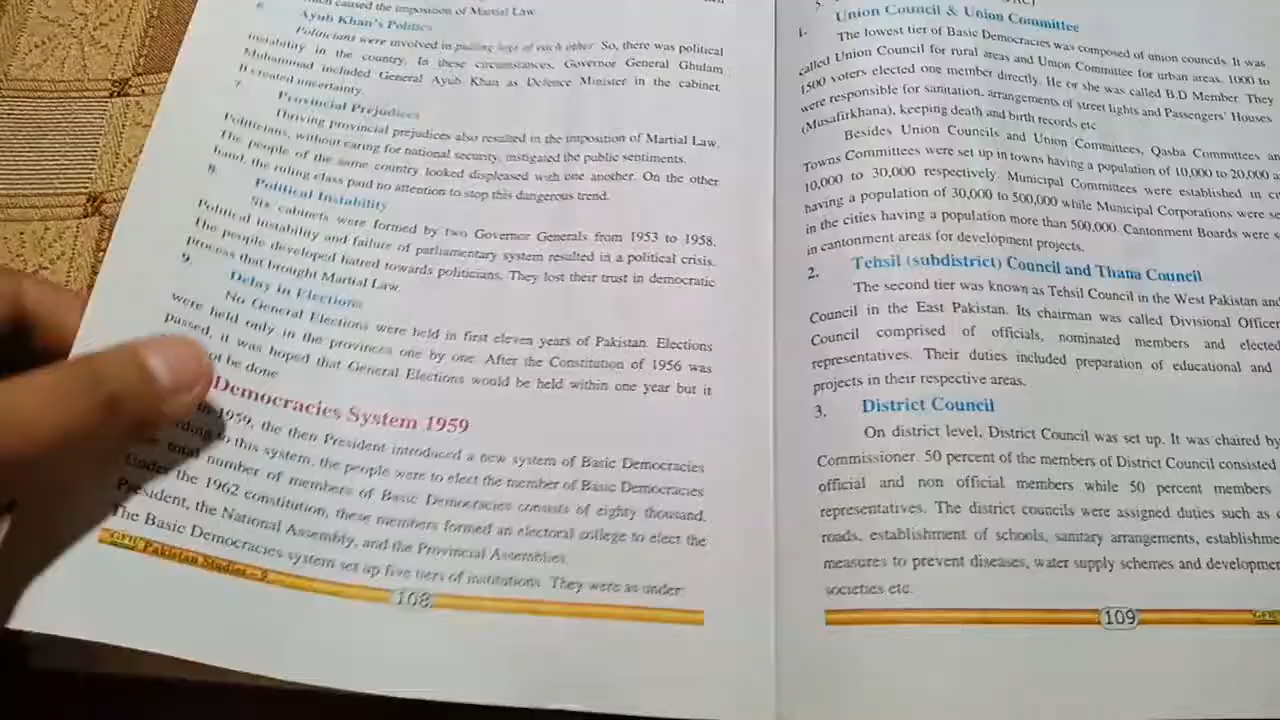 caused the imposition of Martial Law
6. Ayub Khan's Politics
Politicians were involved in pulling legs of each other. So, there was political
instability in the country. In these circumstances, Governor General Ghulam
Muhammad included General Ayub Khan as Defence Minister in the cabinet.
It created uncertainty.
7. Provincial Prejudices
Thriving provincial prejudices also resulted in the imposition of Martial Law.
Politicians, without caring for national security, instigated the public sentiments.
The people of the same country looked displeased with one another. On the other
hand, the ruling class paid no attention to stop this dangerous trend.
8. Political Instability
Six cabinets were formed by two Governor Generals from 1953 to 1958.
Political instability and failure of parliamentary system resulted in a political crisis.
The people developed hatred towards politicians. They lost their trust in democratic
process that brought Martial Law.
9. Delay in Elections
No General Elections were held in first eleven years of Pakistan. Elections
were held only in the provinces one by one. After the Constitution of 1956 was
passed, it was hoped that General Elections would be held within one year but it
be done
Democracies System 1959
in 1959, the then President introduced a new system of Basic Democracies
to this system, the people were to elect the member of Basic Democracies
total number of members of Basic Democracies consists of eighty thousand.
Under the 1962 constitution, these members formed an electoral college to elect the
President, the National Assembly, and the Provincial Assemblies.
The Basic Democracies system set up five tiers of institutions. They were as under:
GFH Pakistan Studies – 9
108
1. Union Council & Union Committee
The lowest tier of Basic Democracies was composed of union councils. It was
called Union Council for rural areas and Union Committee for urban areas. 1000 to
1500 voters elected one member directly. He or she was called B.D Member. They
were responsible for sanitation, arrangements of street lights and Passengers' Houses
(Musafirkhana), keeping death and birth records etc
Besides Union Councils and Union Committees, Qasba Committees
Towns Committees were set up in towns having a population of 10,000 to 20,000
10,000 to 30,000 respectively. Municipal Committees were established in
having a population of 30,000 to 500,000 while Municipal Corporations were
in the cities having a population more than 500,000. Cantonment Boards were
in cantonment areas for development projects.
2. Tehsil (subdistrict) Council and Thana Council
The second tier was known as Tehsil Council in the West Pakistan and
Council in the East Pakistan. Its chairman was called Divisional Officer
Council comprised of officials, nominated members and elected
representatives. Their duties included preparation of educational and
projects in their respective areas.
3. District Council
On district level, District Council was set up. It was chaired by
Commissioner. 50 percent of the members of District Council consisted
official and non official members while 50 percent members
representatives. The district councils were assigned duties such as
roads, establishment of schools, sanitary arrangements,
measures to prevent diseases, water supply schemes and
societies etc.
109